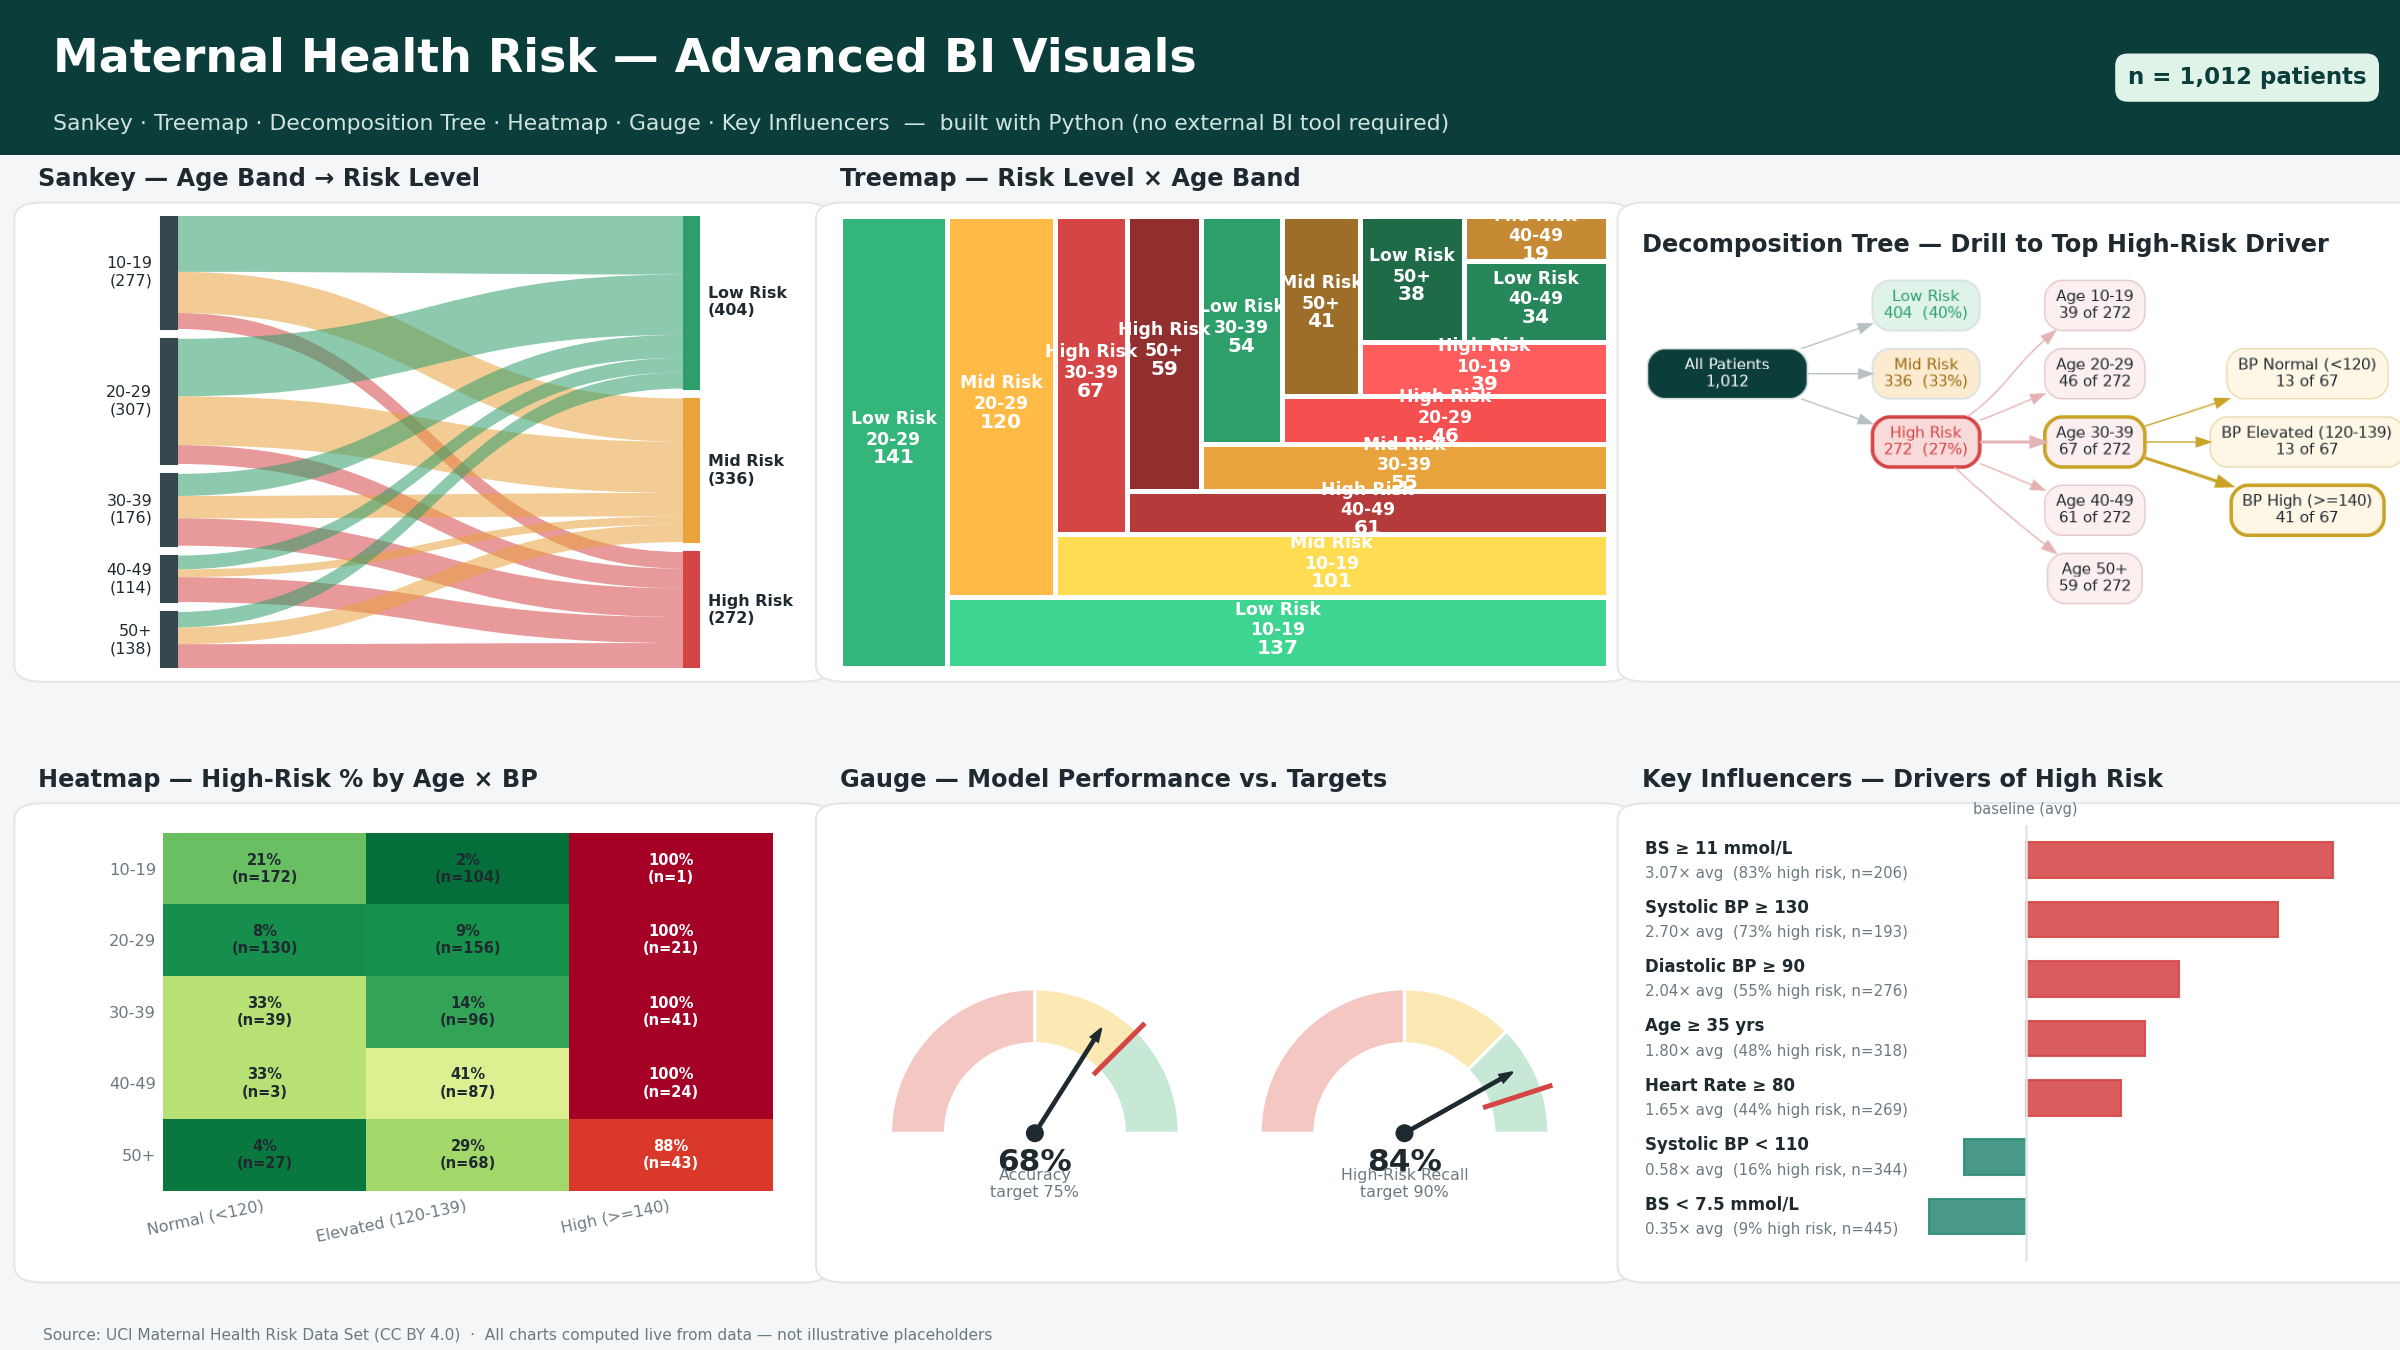 Maternal Health Risk — Advanced BI Visuals
n = 1,012 patients
Sankey · Treemap · Decomposition Tree · Heatmap · Gauge · Key Influencers — built with Python (no external BI tool required)
Sankey — Age Band → Risk Level
10-19
(277)
20-29
(307)
30-39
(176)
40-49
(114)
50+
(138)
Low Risk
(404)
Mid Risk
(336)
High Risk
(272)
Treemap — Risk Level × Age Band
Low Risk
20-29
141
Mid Risk
20-29
120
High Risk
30-39
67
High Risk
50+
59
Low Risk
30-39
54
Mid Risk
50+
41
Low Risk
50+
38
Mid Risk
40-49
19
Low Risk
40-49
34
High Risk
10-19
39
High Risk
20-29
46
Mid Risk
30-39
55
High Risk
40-49
61
Mid Risk
10-19
101
Low Risk
10-19
137
Decomposition Tree — Drill to Top High-Risk Driver
All Patients
1,012
Low Risk
404 (40%)
Mid Risk
336 (33%)
High Risk
272 (27%)
Age 10-19
39 of 272
Age 20-29
46 of 272
Age 30-39
67 of 272
Age 40-49
61 of 272
Age 50+
59 of 272
BP Normal (<120)
13 of 67
BP Elevated (120-139)
13 of 67
BP High (>=140)
41 of 67
Heatmap — High-Risk % by Age × BP
10-19
21%
(n=172)
2%
(n=104)
100%
(n=1)
20-29
8%
(n=130)
9%
(n=156)
100%
(n=21)
30-39
33%
(n=39)
14%
(n=96)
100%
(n=41)
40-49
33%
(n=3)
41%
(n=87)
100%
(n=24)
50+
4%
(n=27)
29%
(n=68)
88%
(n=43)
Normal (<120)
Elevated (120-139)
High (>=140)
Gauge — Model Performance vs. Targets
68%
Accuracy
target 75%
84%
High-Risk Recall
target 90%
Key Influencers — Drivers of High Risk
baseline (avg)
BS ≥ 11 mmol/L
3.07× avg (83% high risk, n=206)
Systolic BP ≥ 130
2.70× avg (73% high risk, n=193)
Diastolic BP ≥ 90
2.04× avg (55% high risk, n=276)
Age ≥ 35 yrs
1.80× avg (48% high risk, n=318)
Heart Rate ≥ 80
1.65× avg (44% high risk, n=269)
Systolic BP < 110
0.58× avg (16% high risk, n=344)
BS < 7.5 mmol/L
0.35× avg (9% high risk, n=445)
Source: UCI Maternal Health Risk Data Set (CC BY 4.0) · All charts computed live from data — not illustrative placeholders